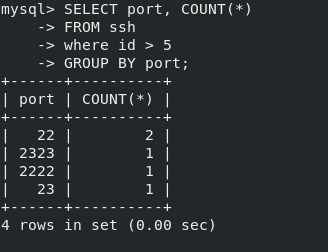 mysql> SELECT port, COUNT(*)
    -> FROM ssh
    -> where id > 5
    -> GROUP BY port;
+------+----------+
| port | COUNT(*) |
+------+----------+
|   22 |        2 |
| 2323 |        1 |
| 2222 |        1 |
|   23 |        1 |
+------+----------+
4 rows in set (0.00 sec)